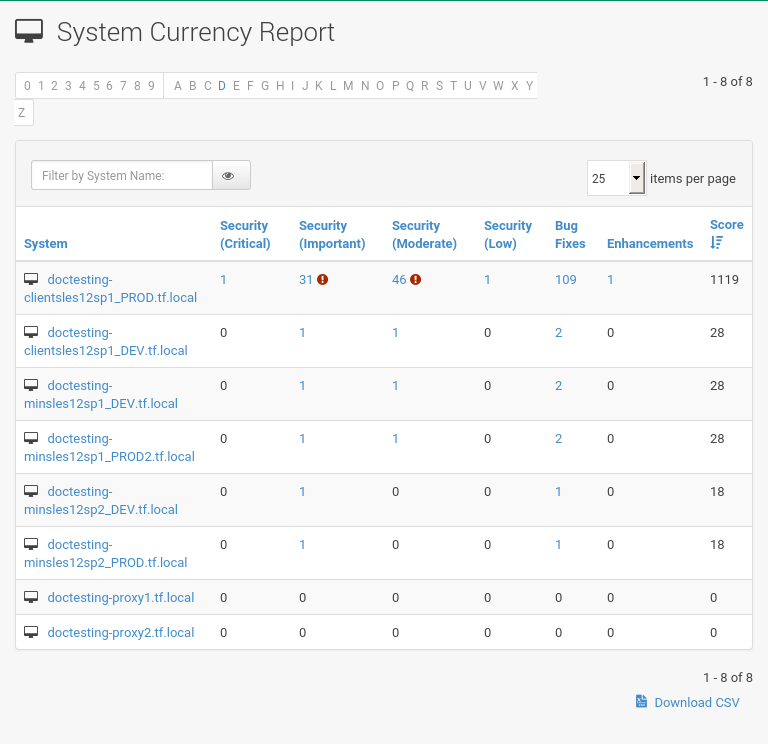 System Currency Report
0 1 2 3 4 5 6 7 8 9 A B C D E F G H I J K L M N O P Q R S T U V W X Y
1 - 8 of 8
Z
Filter by System Name:
25 items per page
System Security (Critical) Security (Important) Security (Moderate) Security (Low) Bug Fixes Enhancements Score
doctesting-
clientsles12sp1_PROD.tf.local 1 31 46 1 109 1 1119
doctesting-
clientsles12sp1_DEV.tf.local 0 1 1 0 2 0 28
doctesting-
minsles12sp1_DEV.tf.local 0 1 1 0 2 0 28
doctesting-
minsles12sp1_PROD2.tf.local 0 1 1 0 2 0 28
doctesting-
minsles12sp2_DEV.tf.local 0 1 0 0 1 0 18
doctesting-
minsles12sp2_PROD.tf.local 0 1 0 0 1 0 18
doctesting-proxy1.tf.local 0 0 0 0 0 0 0
doctesting-proxy2.tf.local 0 0 0 0 0 0 0
1 - 8 of 8
Download CSV